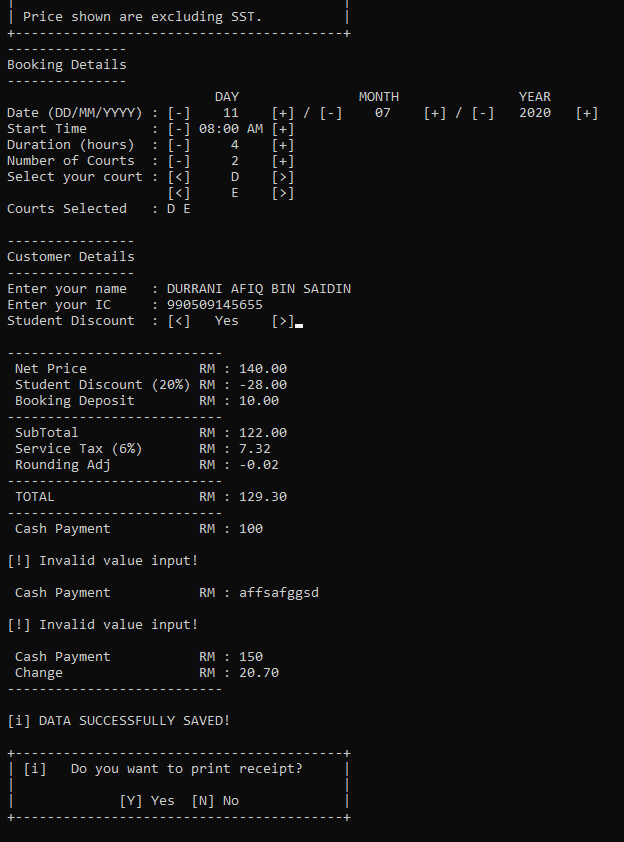 | Price shown are excluding SST. |
+-----------------------------------------+
---------------
Booking Details
---------------
DAY MONTH YEAR
Date (DD/MM/YYYY) : [-] 11 [+] / [-] 07 [+] / [-] 2020 [+]
Start Time : [-] 08:00 AM [+]
Duration (hours) : [-] 4 [+]
Number of Courts : [-] 2 [+]
Select your court : [<] D [>]
[<] E [>]
Courts Selected : D E
----------------
Customer Details
----------------
Enter your name : DURRANI AFIQ BIN SAIDIN
Enter your IC : 990509145655
Student Discount : [<] Yes [>]
---------------------------
Net Price RM : 140.00
Student Discount (20%) RM : -28.00
Booking Deposit RM : 10.00
---------------------------
SubTotal RM : 122.00
Service Tax (6%) RM : 7.32
Rounding Adj RM : -0.02
---------------------------
TOTAL RM : 129.30
---------------------------
Cash Payment RM : 100
[!] Invalid value input!
Cash Payment RM : affsafggsd
[!] Invalid value input!
Cash Payment RM : 150
Change RM : 20.70
---------------------------
[i] DATA SUCCESSFULLY SAVED!
+-----------------------------------------+
| [i] Do you want to print receipt? |
| |
| [Y] Yes [N] No |
+-----------------------------------------+